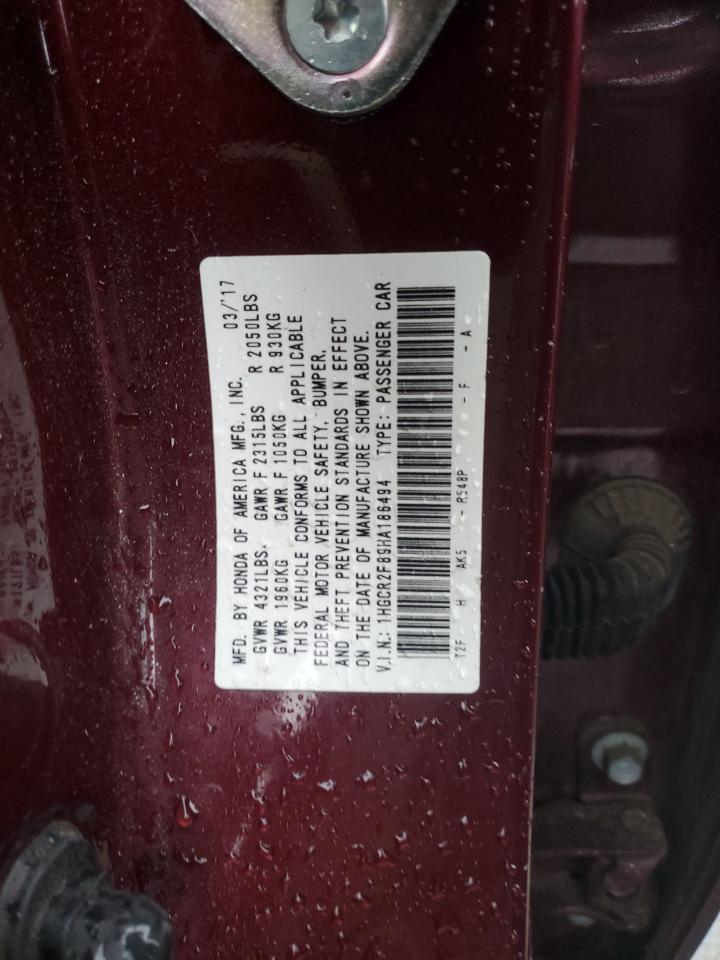 MFD. BY HONDA OF AMERICA MFG., INC. 03/'17
GVWR 4321LBS. GAWR F 2315LBS R 2050LBS
GVWR 1960KG GAWR F 1050KG R 930KG
THIS VEHICLE CONFORMS TO ALL APPLICABLE
FEDERAL MOTOR VEHICLE SAFETY, BUMPER,
AND THEFT PREVENTION STANDARDS IN EFFECT
ON THE DATE OF MANUFACTURE SHOWN ABOVE.
V.I.N.: 1HGCR2F89HA186494 TYPE: PASSENGER CAR
T2F- H AK5 - R548P - F - A